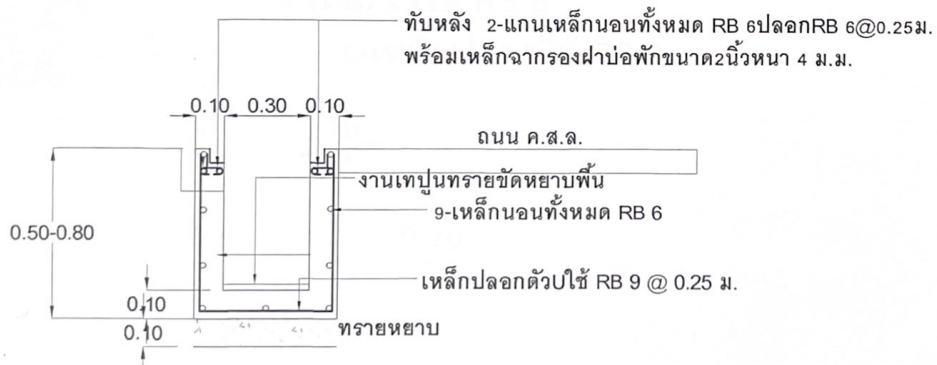 ทับหลัง 2-แกนเหล็กนอนทั้งหมด RB 6ปลอกRB 6@0.25ม.
พร้อมเหล็กฉากรองฝาบ่อพักขนาด2นิ้วหนา 4 ม.ม.
0.10 0.30 0.10
ถนน ค.ส.ล.
งานเทปูนทรายขัดหยาบพื้น
9-เหล็กนอนทั้งหมด RB 6
0.50-0.80
เหล็กปลอกตัวUใช้ RB 9 @ 0.25 ม.
0.10
0.10
ทรายหยาบ